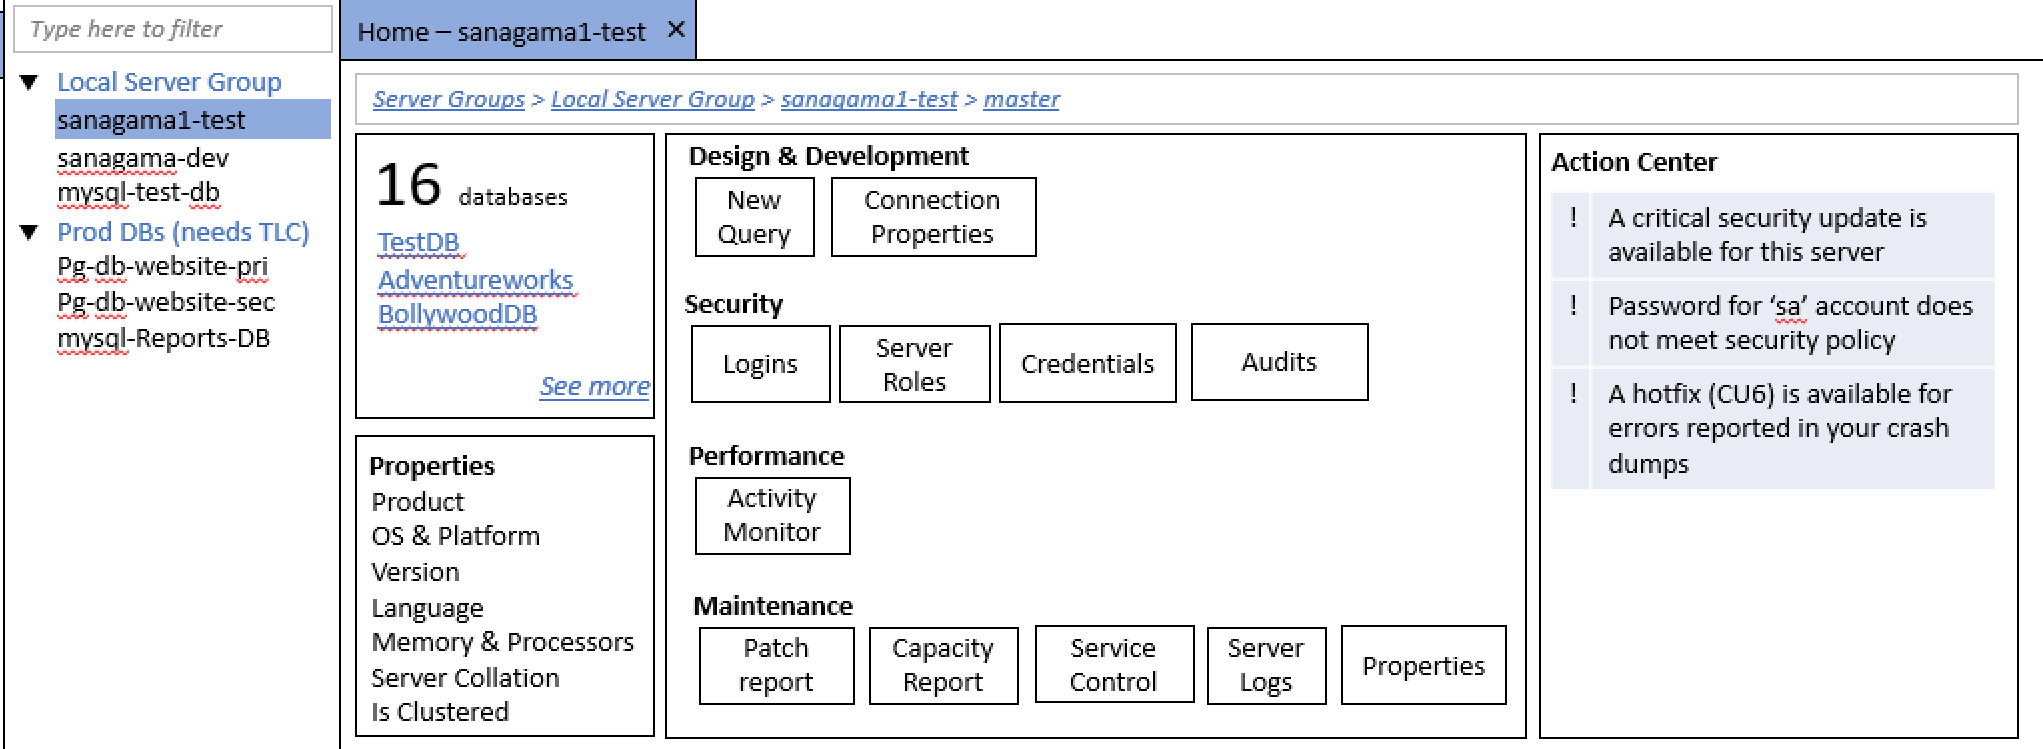 Type here to filter
Local Server Group
sanagama1-test
sanagama-dev
mysql-test-db
Prod DBs (needs TLC)
Pg-db-website-pri
Pg-db-website-sec
mysql-Reports-DB
Home – sanagama1-test ✕
Server Groups > Local Server Group > sanagama1-test > master
16 databases
TestDB
Adventureworks
BollywoodDB
See more
Properties
Product
OS & Platform
Version
Language
Memory & Processors
Server Collation
Is Clustered
Design & Development
New
Query
Connection
Properties
Security
Logins
Server
Roles
Credentials
Audits
Performance
Activity
Monitor
Maintenance
Patch
report
Capacity
Report
Service
Control
Server
Logs
Properties
Action Center
! A critical security update is
available for this server
! Password for ‘sa’ account does
not meet security policy
! A hotfix (CU6) is available for
errors reported in your crash
dumps